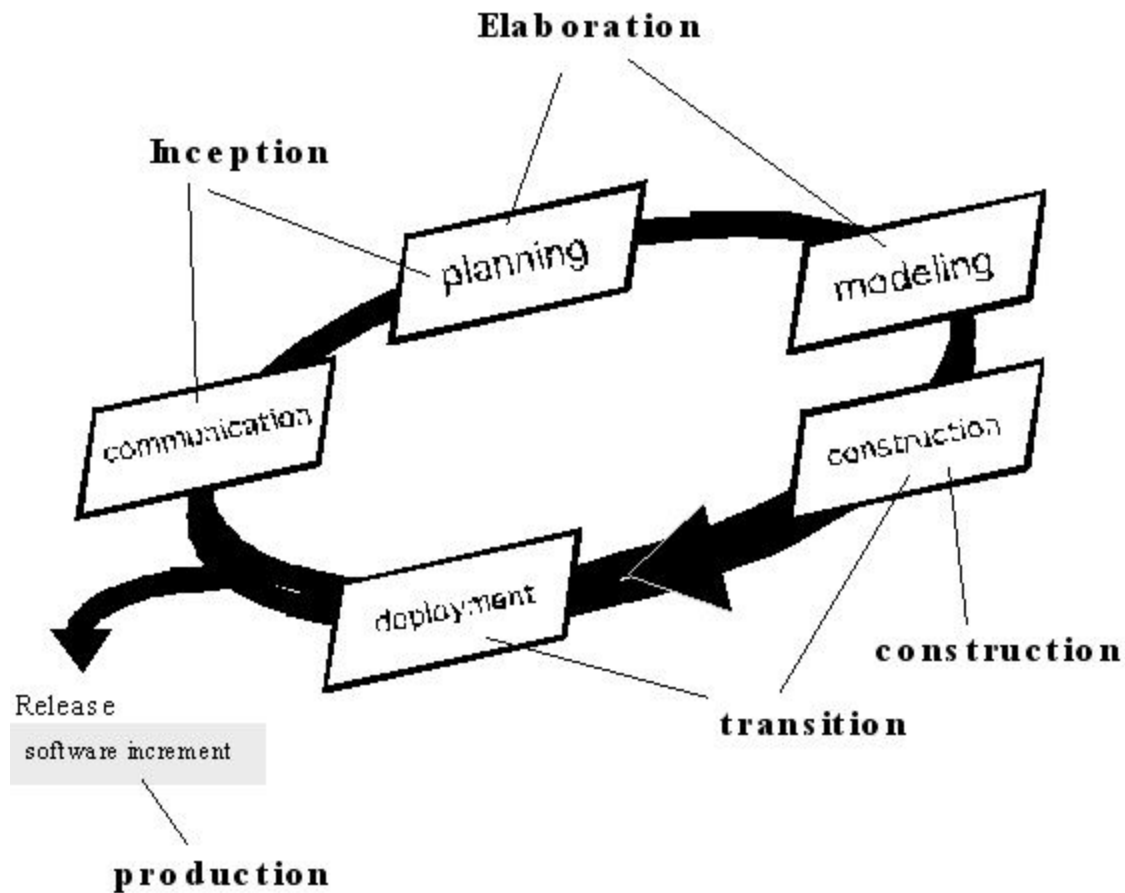 Elaboration
Inception
planning
modeling
communication
construction
deployment
construction
Release
transition
software increment
production